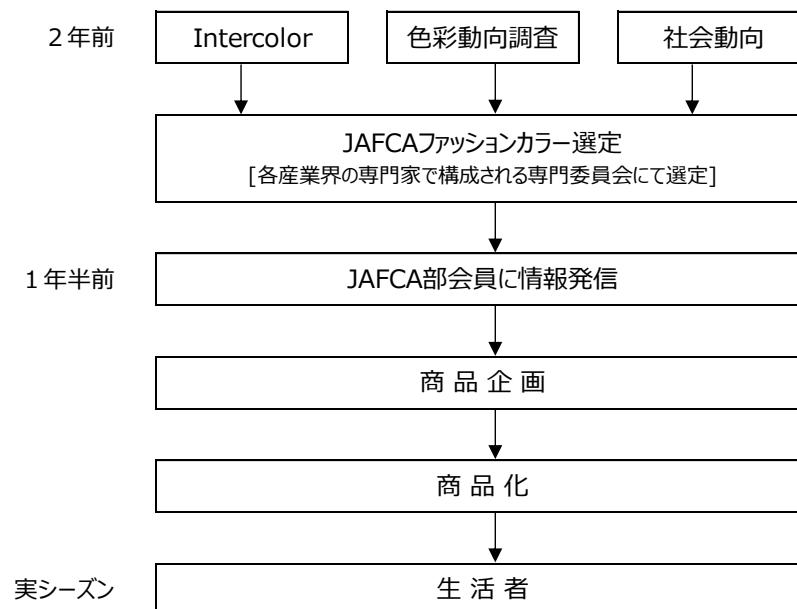 ２年前
Intercolor
色彩動向調査
社会動向
JAFCAファッションカラー選定
[各産業界の専門家で構成される専門委員会にて選定]
１年半前
JAFCA部会員に情報発信
商 品 企 画
商 品 化
実シーズン
生 活 者